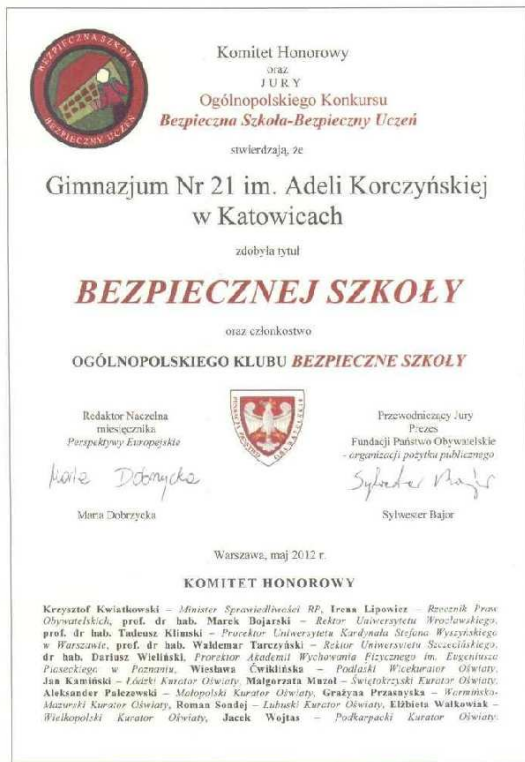 BEZPIECZNA SZKOŁA
BEZPIECZNY UCZEŃ
Komitet Honorowy
oraz
JURY
Ogólnopolskiego Konkursu
Bezpieczna Szkoła-Bezpieczny Uczeń
stwierdzają, że
Gimnazjum Nr 21 im. Adeli Korczyńskiej
w Katowicach
zdobyła tytuł
BEZPIECZNEJ SZKOŁY
oraz członkostwo
OGÓLNOPOLSKIEGO KLUBU BEZPIECZNE SZKOŁY
Redaktor Naczelna
miesięcznika
Perspektywy Europejskie
Maria Dobrzycka
Maria Dobrzycka
FUNDACJA PAŃSTWO OBYWATELSKIE
Przewodniczący Jury
Prezes
Fundacji Państwo Obywatelskie
- organizacji pożytku publicznego
Sylwester Bajor
Sylwester Bajor
Warszawa, maj 2012 r.
KOMITET HONOROWY
Krzysztof Kwiatkowski – Minister Sprawiedliwości RP, Irena Lipowicz – Rzecznik Praw
Obywatelskich, prof. dr hab. Marek Bojarski – Rektor Uniwersytetu Wrocławskiego,
prof. dr hab. Tadeusz Klimski – Prorektor Uniwersytetu Kardynała Stefana Wyszyńskiego
w Warszawie, prof. dr hab. Waldemar Tarczyński – Rektor Uniwersytetu Szczecińskiego,
dr hab. Dariusz Wieliński, Prorektor Akademii Wychowania Fizycznego im. Eugeniusza
Piaseckiego w Poznaniu, Wiesława Ćwiklińska – Podlaski Wicekurator Oświaty,
Jan Kamiński – Łódzki Kurator Oświaty, Małgorzata Muzoł – Świętokrzyski Kurator Oświaty,
Aleksander Palczewski – Małopolski Kurator Oświaty, Grażyna Przasnyska – Warmińsko-
Mazurski Kurator Oświaty, Roman Sondej – Lubuski Kurator Oświaty, Elżbieta Walkowiak –
Wielkopolski Kurator Oświaty, Jacek Wojtas – Podkarpacki Kurator Oświaty.